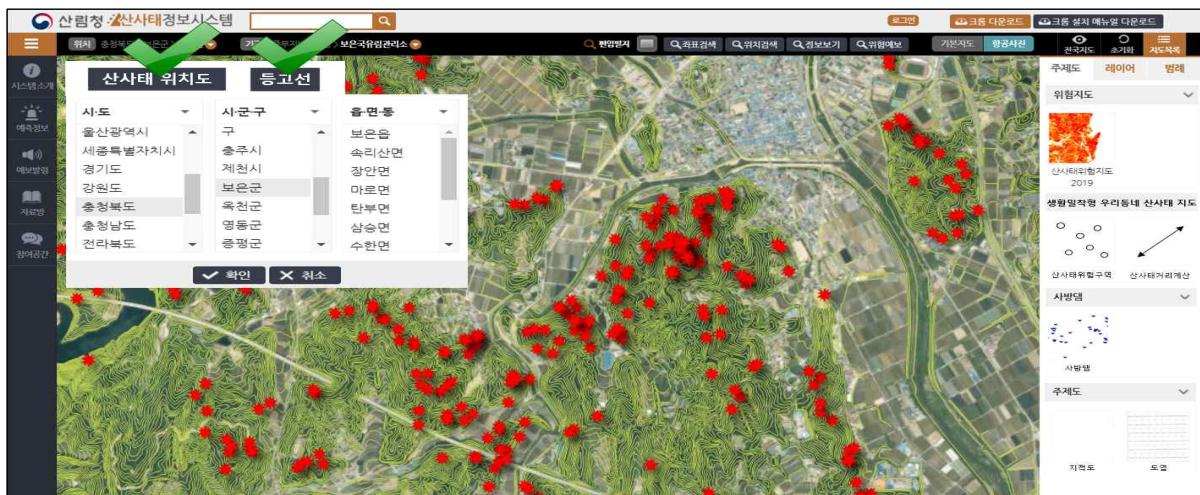 산림청 산사태정보시스템
로그인
크롬 다운로드
크롬 설치 매뉴얼 다운로드
위치
보은국유림관리소
편입필지
좌표검색
위치검색
정보보기
위험예보
기본지도
항공사진
전국지도
초기화
지도목록
시스템소개
예측정보
예보발령
자료방
참여공간
산사태 위치도
등고선
시·도
울산광역시
세종특별자치시
경기도
강원도
충청북도
충청남도
전라북도
시·군·구
구
충주시
제천시
보은군
옥천군
영동군
증평군
읍·면·동
보은읍
속리산면
장안면
마로면
탄부면
삼승면
수한면
확인
취소
주제도
레이어
범례
위험지도
산사태위험지도
2019
생활밀착형 우리동네 산사태 지도
산사태위험구역
산사태거리계산
사방댐
사방댐
주제도
지적도
도엽